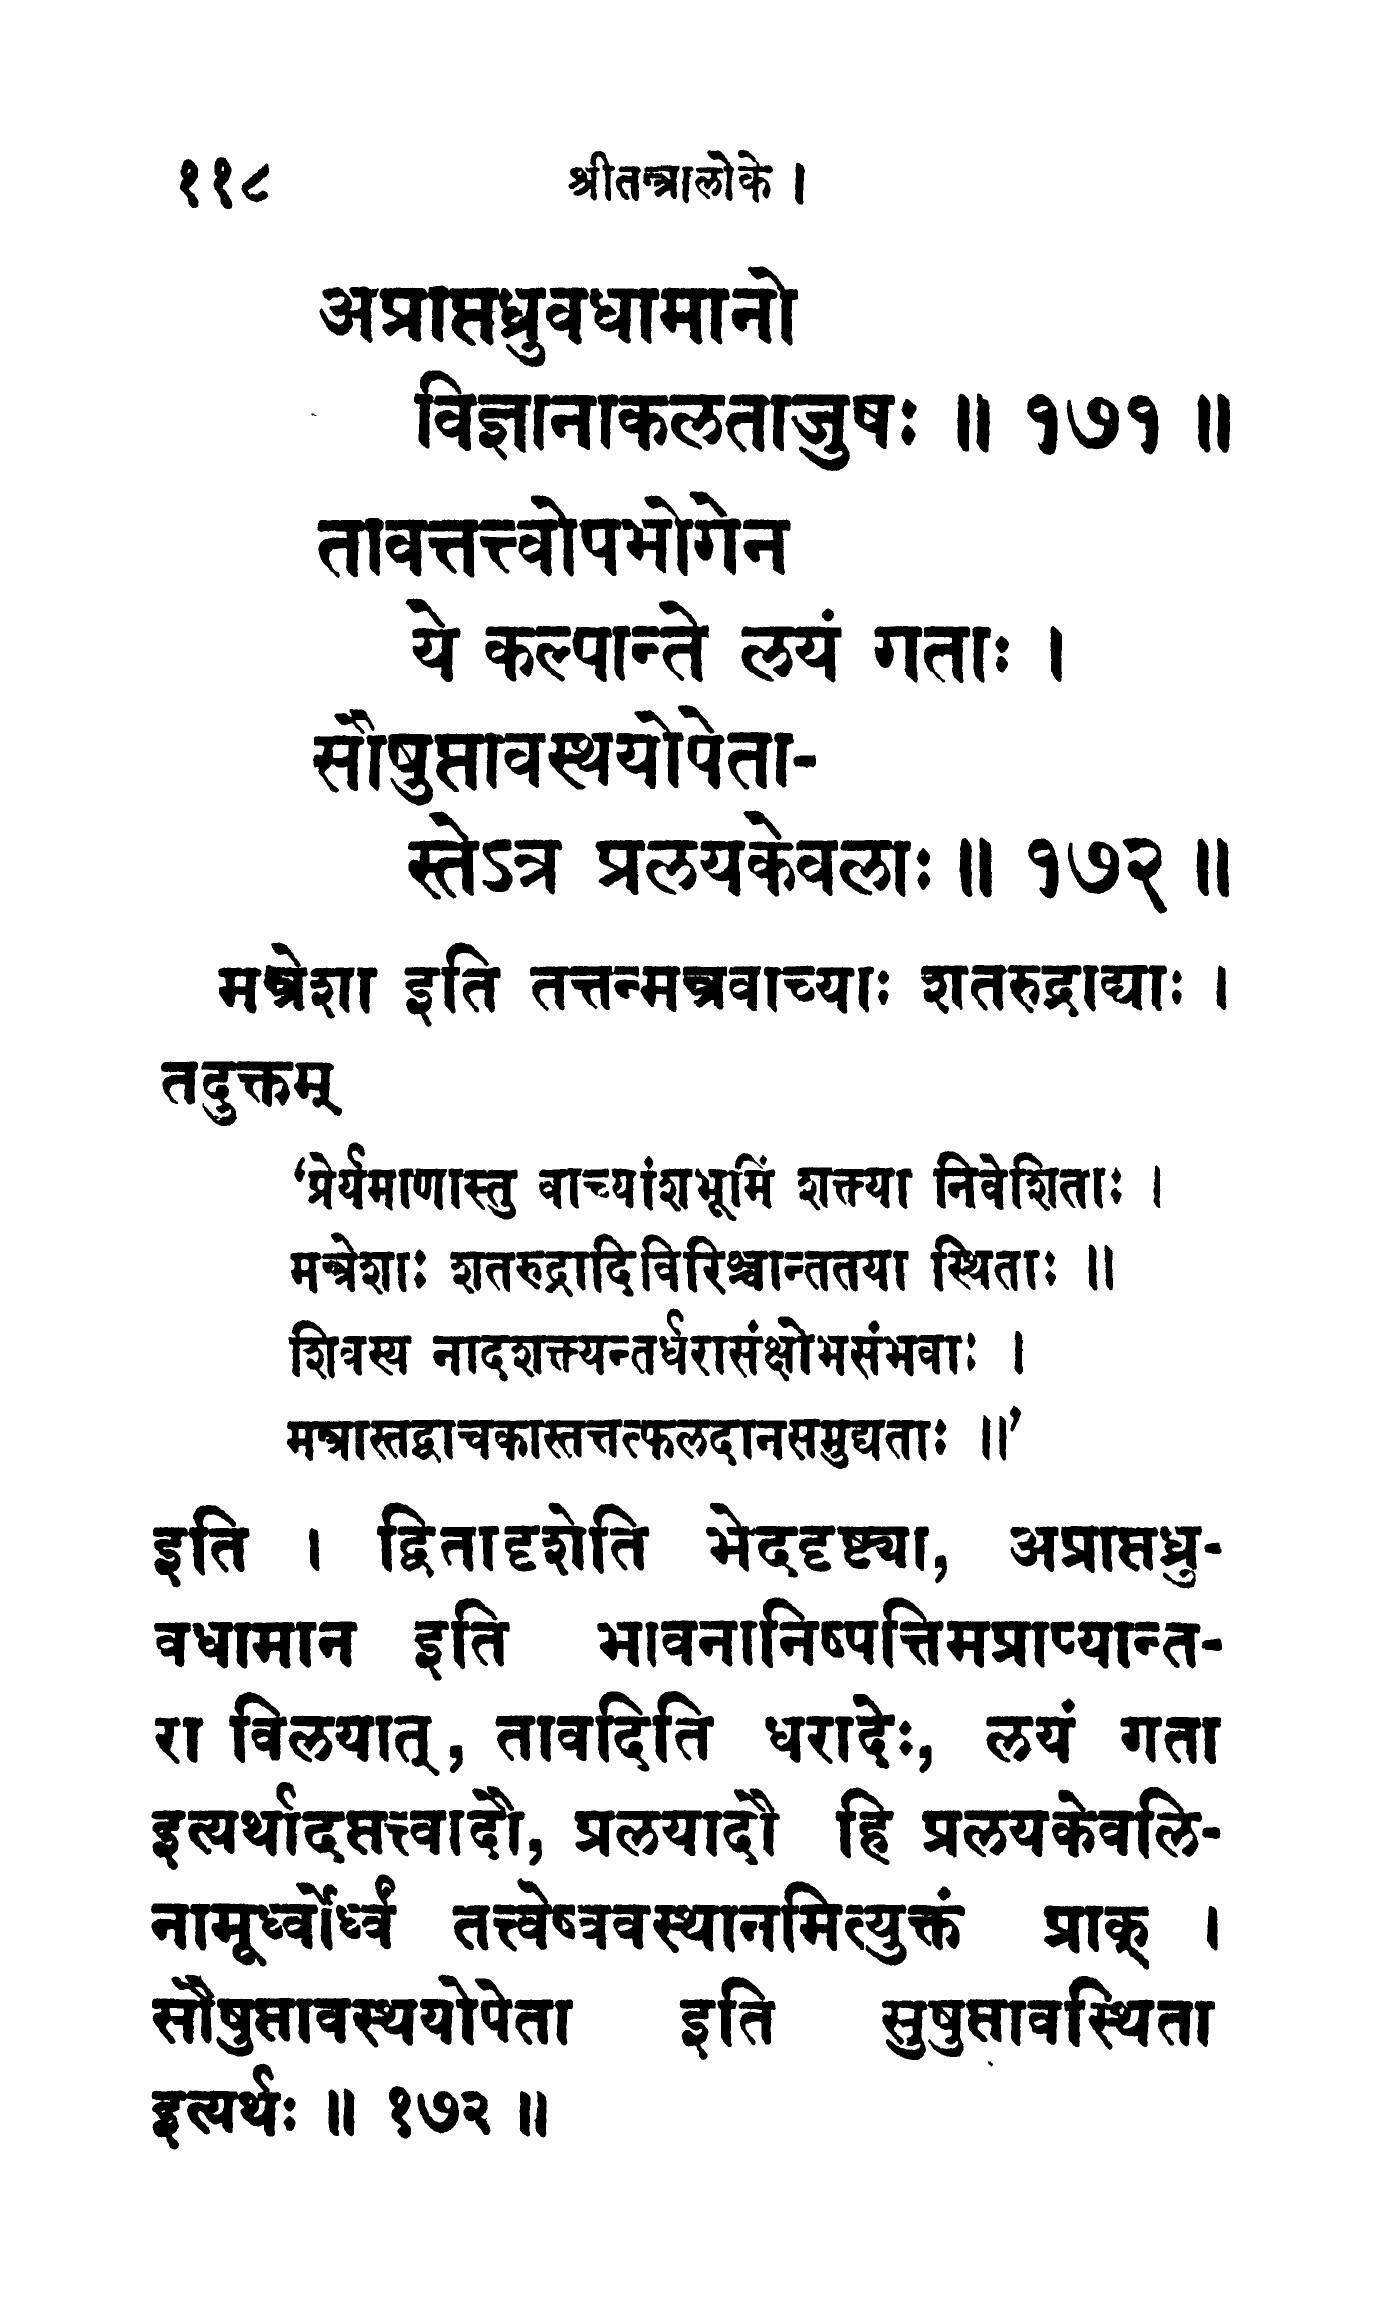 ११८ श्रीतन्त्रालोके ।
अप्राप्तध्रुवधामानो
विज्ञानाकलताजुषः ॥ १७१ ॥
तावत्तत्त्वोपभोगेन
ये कल्पान्ते लयं गताः ।
सौषुप्तावस्थयोपेता-
स्तेऽत्र प्रलयकेवलाः ॥ १७२ ॥
मन्त्रेशा इति तत्तन्मन्त्रवाच्याः शतरुद्राद्याः ।
तदुक्तम्
‘प्रेर्यमाणास्तु वाच्यांशभूमिं शक्त्या निवेशिताः ।
मन्त्रेशाः शतरुद्रादिविरिञ्चान्ततया स्थिताः ॥
शिवस्य नादशक्त्यन्तर्धरासंक्षोभसंभवाः ।
मन्त्रास्तद्वाचकास्तत्तत्फलदानसमुद्यताः ॥’
इति । द्वितादृशेति भेददृष्ट्या, अप्राप्तध्रु-
वधामान इति भावनानिष्पत्तिमप्राप्यान्त-
रा विलयात्, तावदिति धरादेः, लयं गता
इत्यर्थादप्तत्त्वादौ, प्रलयादौ हि प्रलयकेवलि-
नामूर्ध्वोर्ध्वं तत्त्वेष्ववस्थानमित्युक्तं प्राक् ।
सौषुप्तावस्थयोपेता इति सुषुप्तावस्थिता
इत्यर्थः ॥ १७२ ॥